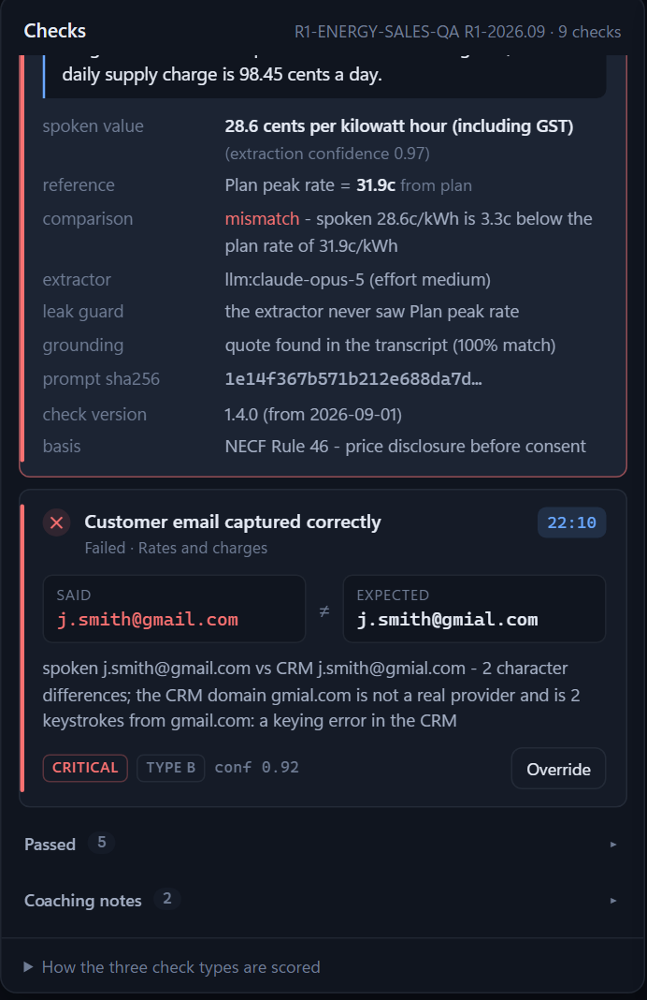 Checks
R1-ENERGY-SALES-QA R1-2026.09 · 9 checks
daily supply charge is 98.45 cents a day.
spoken value
28.6 cents per kilowatt hour (including GST)
(extraction confidence 0.97)
reference
Plan peak rate = 31.9c from plan
comparison
mismatch - spoken 28.6c/kWh is 3.3c below the
plan rate of 31.9c/kWh
extractor
llm:claude-opus-5 (effort medium)
leak guard
the extractor never saw Plan peak rate
grounding
quote found in the transcript (100% match)
prompt sha256
1e14f367b571b212e688da7d…
check version
1.4.0 (from 2026-09-01)
basis
NECF Rule 46 - price disclosure before consent
Customer email captured correctly
22:10
Failed · Rates and charges
SAID
j.smith@gmail.com
≠
EXPECTED
j.smith@gmial.com
spoken j.smith@gmail.com vs CRM j.smith@gmial.com - 2 character
differences; the CRM domain gmial.com is not a real provider and is 2
keystrokes from gmail.com: a keying error in the CRM
CRITICAL
TYPE B
conf 0.92
Override
Passed 5
Coaching notes 2
How the three check types are scored